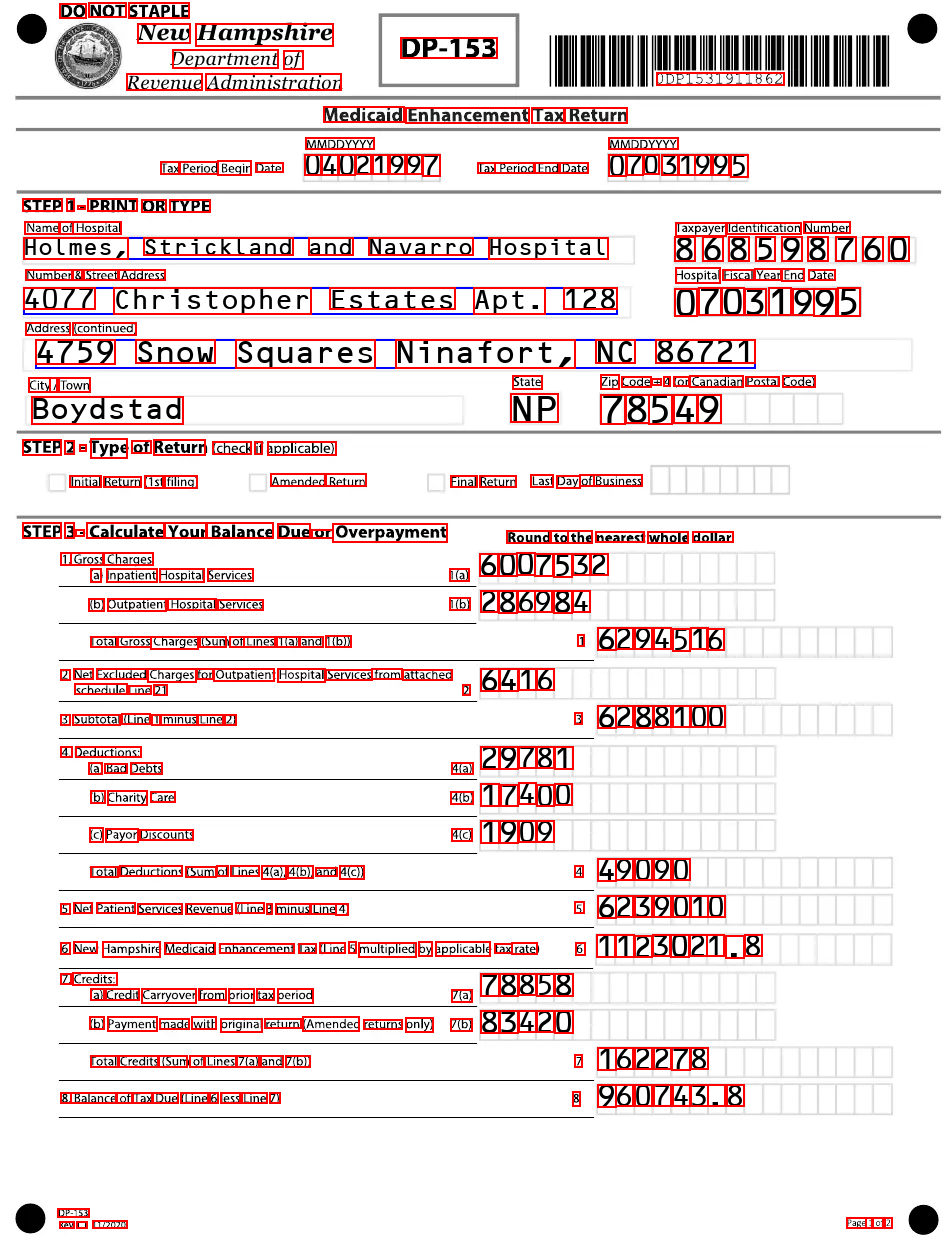 DO NOT STAPLE
New Hampshire
Department of
Revenue Administration
DP-153
0DP1531911862
Medicaid Enhancement Tax Return
MMDDYYYY MMDDYYYY
Tax Period Begin Date 04021997 Tax Period End Date 07031995
STEP 1 - PRINT OR TYPE
Name of Hospital Taxpayer Identification Number
Holmes, Strickland and Navarro Hospital 868598760
Number & Street Address Hospital Fiscal Year End Date
4077 Christopher Estates Apt. 128 07031995
Address (continued)
4759 Snow Squares Ninafort, NC 86721
City / Town State Zip Code + 4 (or Canadian Postal Code)
Boydstad NP 78549
STEP 2 - Type of Return (check if applicable)
Initial Return (1st filing) Amended Return Final Return Last Day of Business
STEP 3 - Calculate Your Balance Due or Overpayment Round to the nearest whole dollar
1. Gross Charges
(a) Inpatient Hospital Services 1(a) 6007532
(b) Outpatient Hospital Services 1(b) 286984
Total Gross Charges (Sum of Lines 1(a) and 1(b)) 1 6294516
2. Net Excluded Charges for Outpatient Hospital Services from attached
schedule Line 21 2 6416
3. Subtotal (Line 1 minus Line 2) 3 6288100
4. Deductions:
(a) Bad Debts 4(a) 29781
(b) Charity Care 4(b) 17400
(c) Payor Discounts 4(c) 1909
Total Deductions (Sum of Lines 4(a), 4(b), and 4(c)) 4 49090
5. Net Patient Services Revenue (Line 3 minus Line 4) 5 6239010
6. New Hampshire Medicaid Enhancement Tax (Line 5 multiplied by applicable tax rate) 6 1123021.8
7. Credits:
(a) Credit Carryover from prior tax period 7(a) 78858
(b) Payment made with original return (Amended returns only) 7(b) 83420
Total Credits (Sum of Lines 7(a) and 7(b)) 7 162278
8. Balance of Tax Due (Line 6 less Line 7) 8 960743.8
DP-153
Rev 11/2020
Page 1 of 2